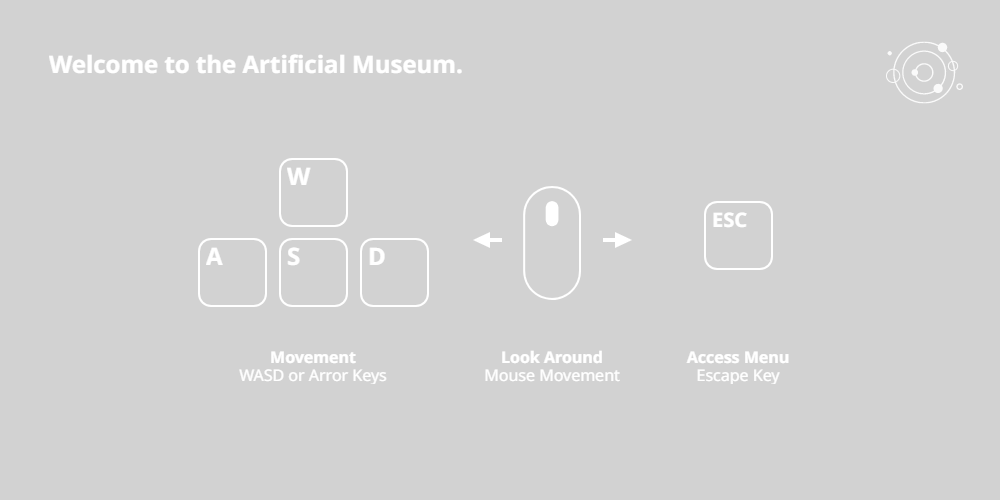 Welcome to the Artificial Museum.
W
A S D
ESC
Movement
WASD or Arror Keys
Look Around
Mouse Movement
Access Menu
Escape Key